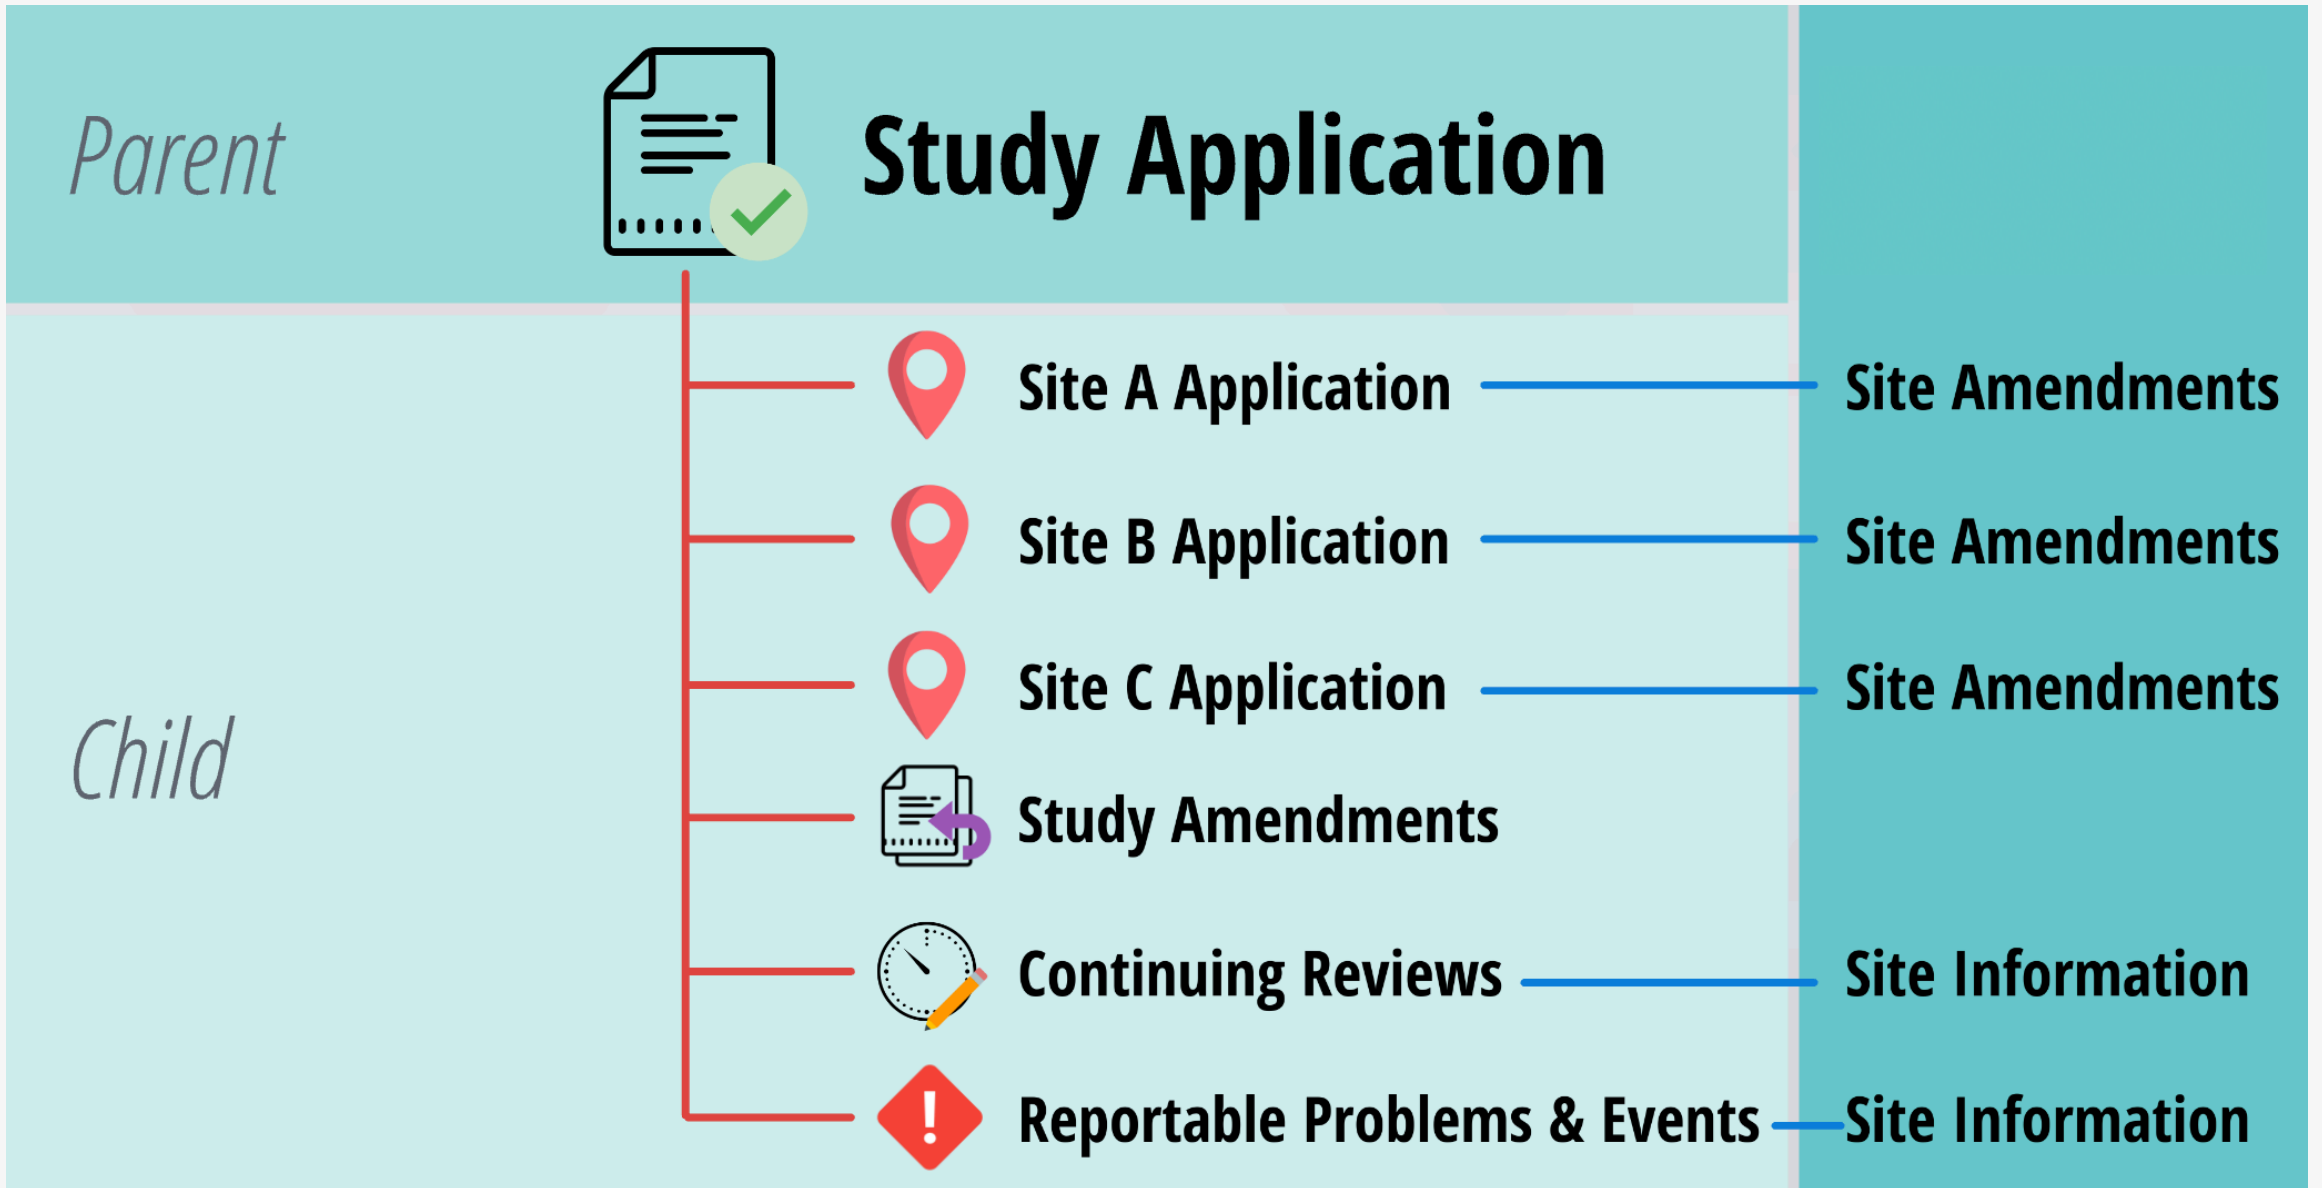 Parent
Study Application
Site A Application
Site Amendments
Site B Application
Site Amendments
Site C Application
Site Amendments
Child
Study Amendments
Continuing Reviews
Site Information
Reportable Problems & Events
Site Information